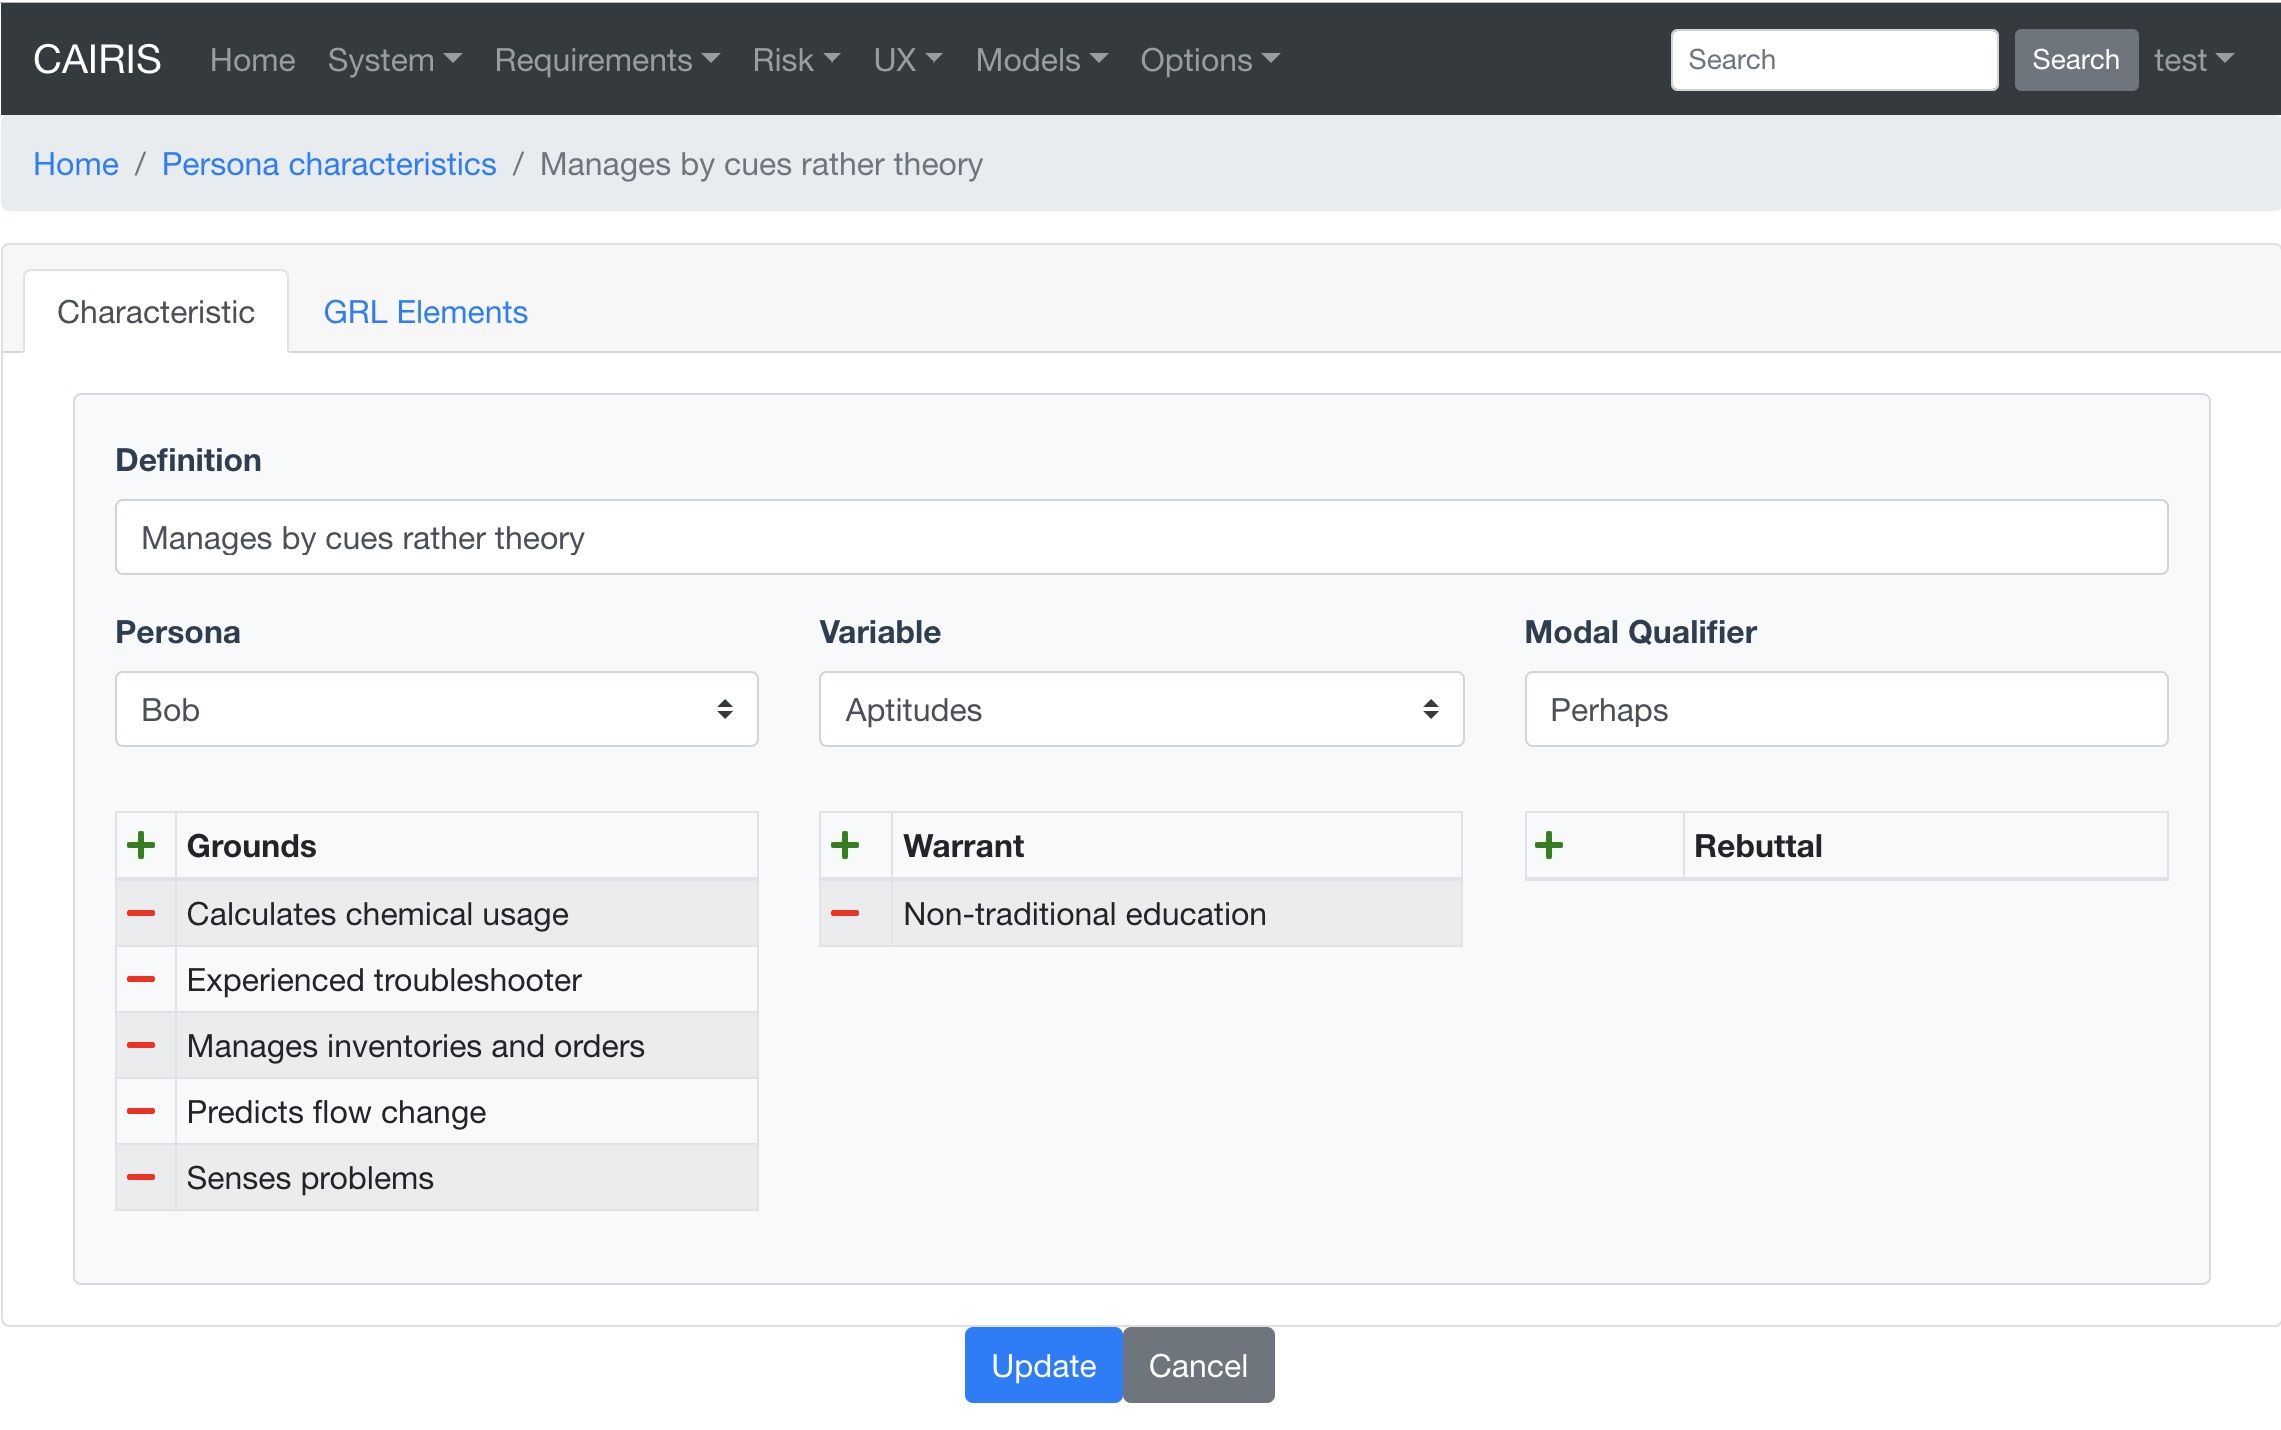 CAIRIS Home System Requirements Risk UX Models Options Search Search test
Home / Persona characteristics / Manages by cues rather theory
Characteristic GRL Elements
Definition
Manages by cues rather theory
Persona Variable Modal Qualifier
Bob Aptitudes Perhaps
Grounds Warrant Rebuttal
Calculates chemical usage Non-traditional education
Experienced troubleshooter
Manages inventories and orders
Predicts flow change
Senses problems
Update Cancel